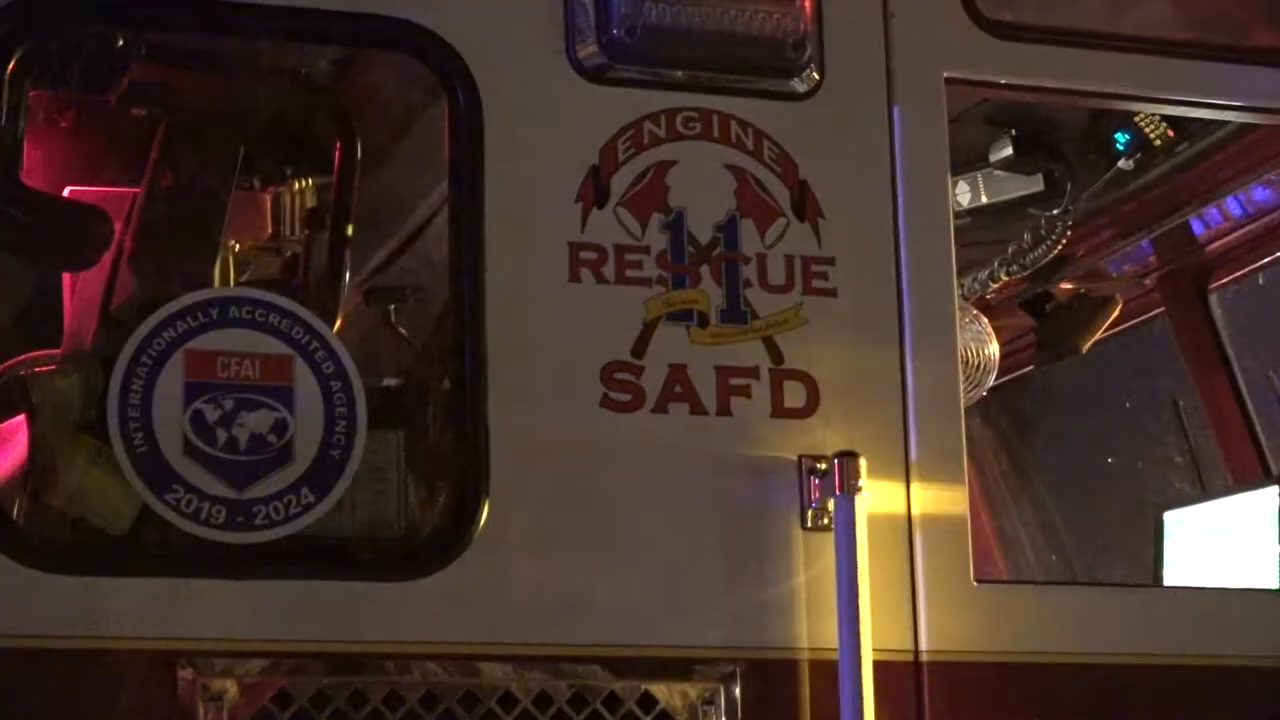 ENGINE
11
RESCUE
SAFD
INTERNATIONALLY ACCREDITED AGENCY
CFAI
2019 - 2024